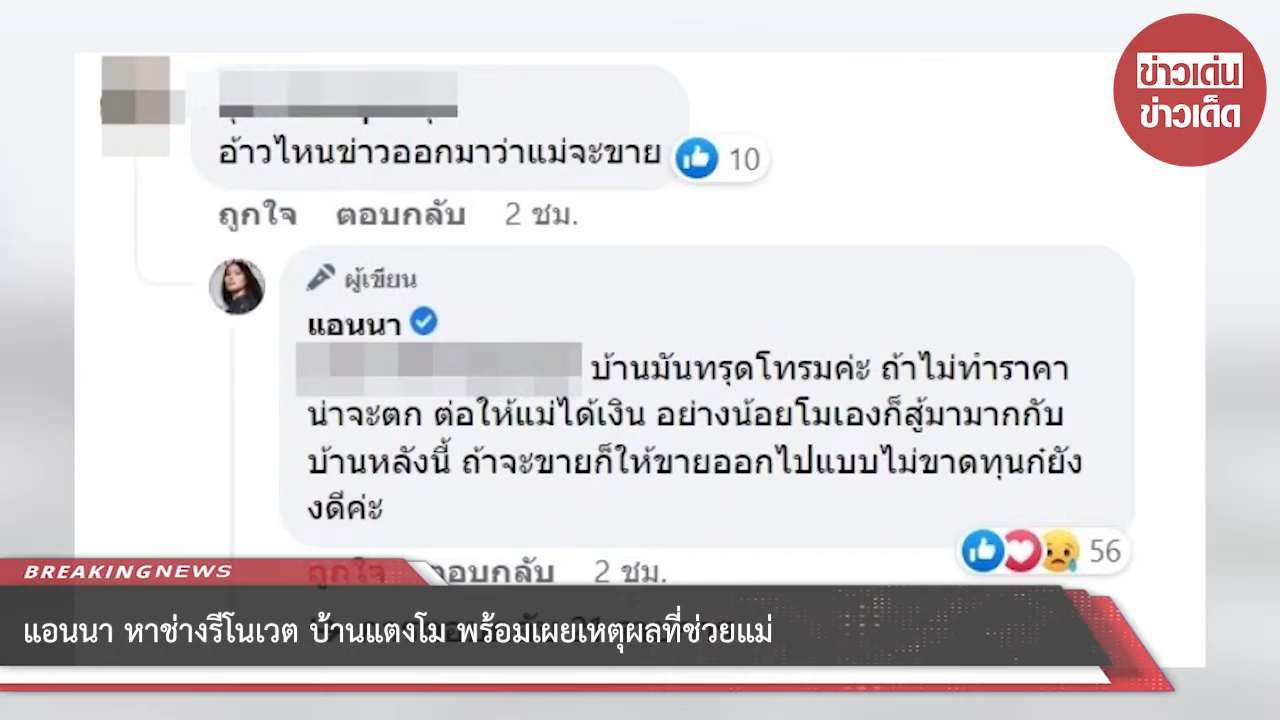 ข่าวเด่น
ข่าวเด็ด
อ้าวไหนข่าวออกมาว่าแม่จะขาย
10
ถูกใจ ตอบกลับ 2 ชม.
ผู้เขียน
แอนนา
บ้านมันทรุดโทรมค่ะ ถ้าไม่ทำราคา
น่าจะตก ต่อให้แม่ได้เงิน อย่างน้อยโมเองก็สู้มามากกับ
บ้านหลังนี้ ถ้าจะขายก็ให้ขายออกไปแบบไม่ขาดทุนก๋ยัง
งดีค่ะ
56
ถูกใจ ตอบกลับ 2 ชม.
BREAKINGNEWS
แอนนา หาช่างรีโนเวต บ้านแตงโม พร้อมเผยเหตุผลที่ช่วยแม่